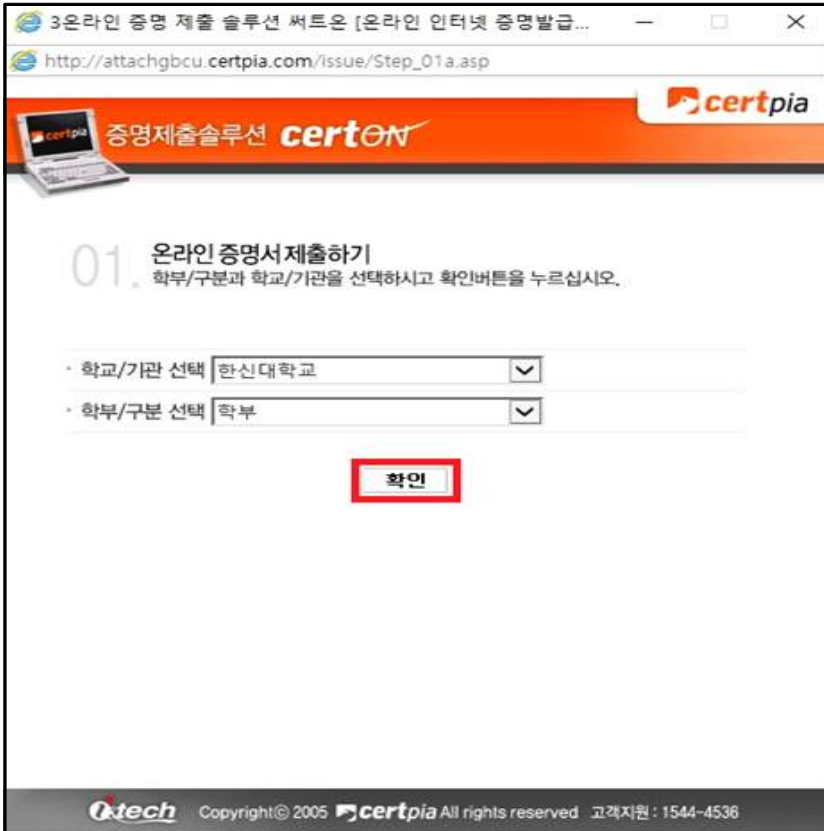 3온라인 증명 제출 솔루션 써트온 [온라인 인터넷 증명발급...
http://attachgbcu.certpia.com/issue/Step_01a.asp
certpia
certpia
증명제출솔루션 certON
01. 온라인 증명서 제출하기
학부/구분과 학교/기관을 선택하시고 확인버튼을 누르십시오.
· 학교/기관 선택 한신대학교
· 학부/구분 선택 학부
확인
itech Copyright© 2005 certpia All rights reserved 고객지원 : 1544-4536